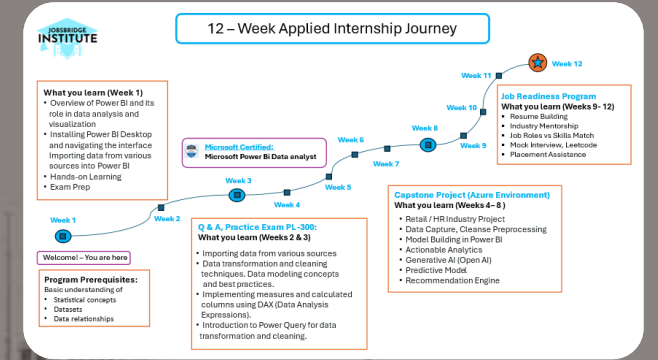 JOBSBRIDGE
INSTITUTE
12 – Week Applied Internship Journey
Week 12
Week 11
Week 10
Week 9
Week 8
Week 7
Week 6
Week 5
Week 4
Week 3
Week 2
Week 1
What you learn (Week 1)
• Overview of Power BI and its
role in data analysis and
visualization
• Installing Power BI Desktop
and navigating the interface
Importing data from various
sources into Power BI
• Hands-on Learning
• Exam Prep
Microsoft Certified:
Microsoft Power Bi Data analyst
Job Readiness Program
What you learn (Weeks 9- 12)
▪ Resume Building
▪ Industry Mentorship
▪ Job Roles vs Skills Match
▪ Mock Interview, Leetcode
▪ Placement Assistance
Welcome! – You are here
Program Prerequisites:
Basic understanding of
• Statistical concepts
• Datasets
• Data relationships
Q & A, Practice Exam PL-300:
What you learn (Weeks 2 & 3)
• Importing data from various sources
• Data transformation and cleaning
techniques. Data modeling concepts
and best practices.
• Implementing measures and calculated
columns using DAX (Data Analysis
Expressions).
• Introduction to Power Query for data
transformation and cleaning.
Capstone Project (Azure Environment)
What you learn (Weeks 4– 8 )
• Retail / HR Industry Project
• Data Capture, Cleanse Preprocessing
• Model Building in Power BI
• Actionable Analytics
• Generative AI (Open AI)
• Predictive Model
• Recommendation Engine